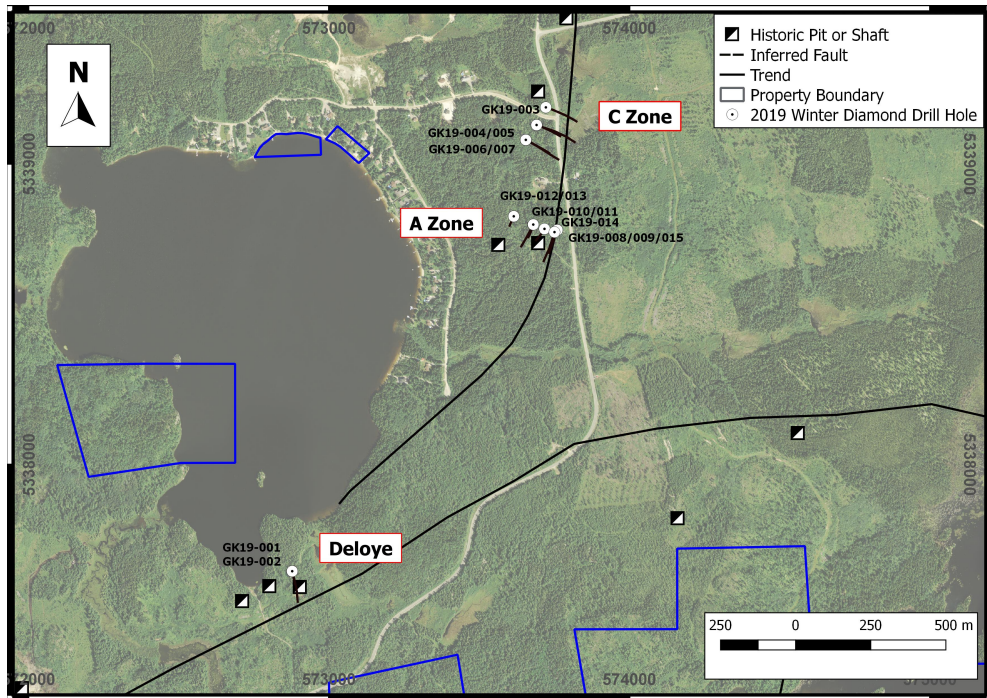 572000
573000
574000
N
Historic Pit or Shaft
Inferred Fault
Trend
Property Boundary
2019 Winter Diamond Drill Hole
GK19-003
C Zone
GK19-004/005
GK19-006/007
5339000
5339000
GK19-012/013
A Zone
GK19-010/011
GK19-014
GK19-008/009/015
5338000
5338000
GK19-001
GK19-002
Deloye
250 0 250 500 m
572000
573000
574000
575000